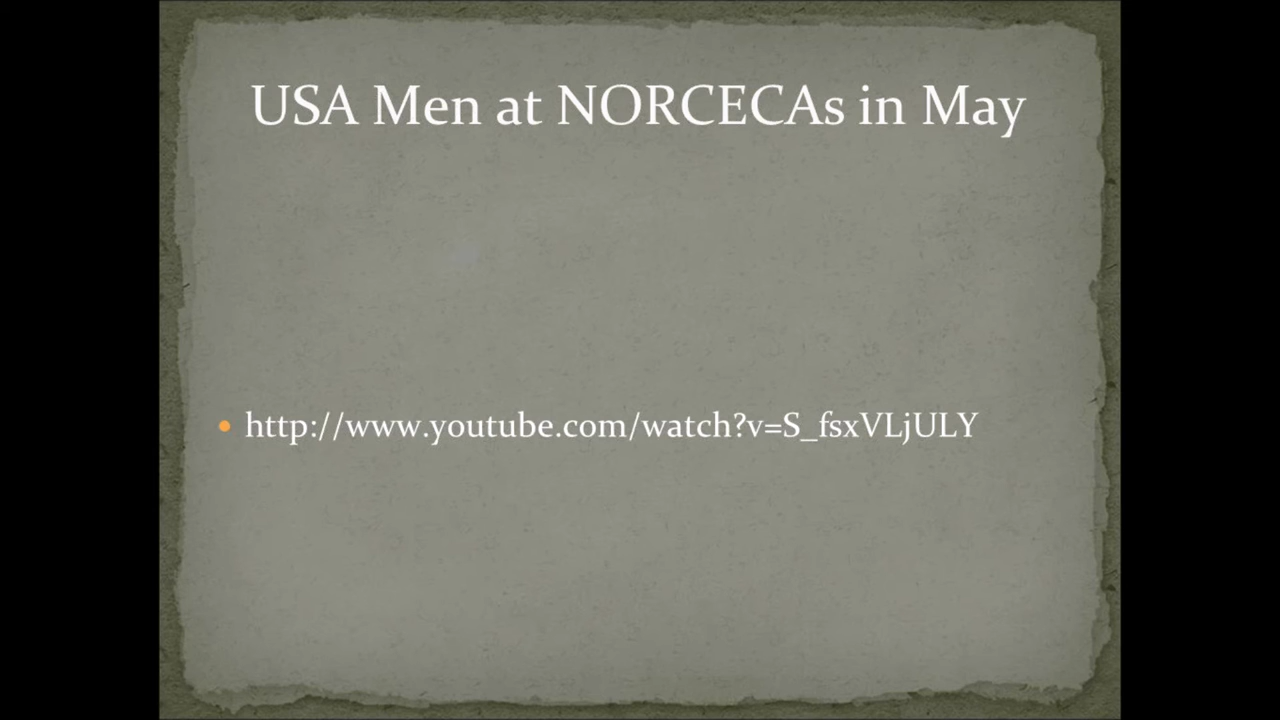 USA Men at NORCECAs in May
• http://www.youtube.com/watch?v=S_fsxVLjULY